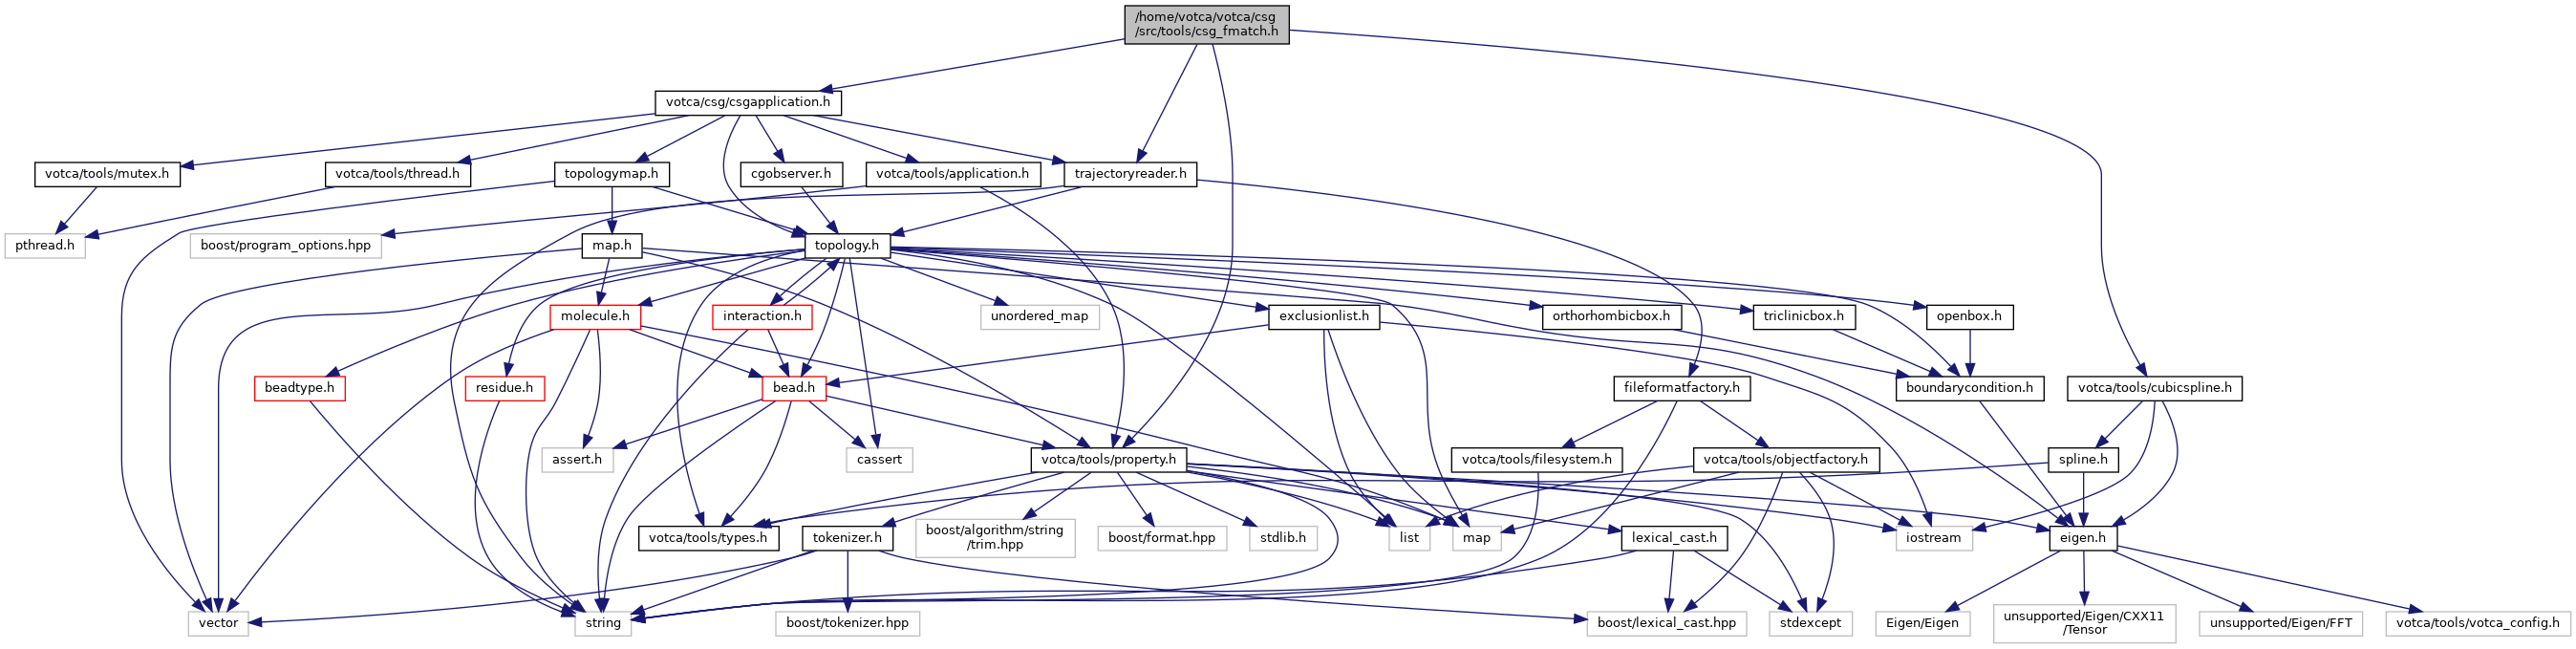 /home/votca/votca/csg
/src/tools/csg_fmatch.h
votca/csg/csgapplication.h
votca/tools/mutex.h
votca/tools/thread.h
topologymap.h
cgobserver.h
votca/tools/application.h
trajectoryreader.h
pthread.h
boost/program_options.hpp
map.h
topology.h
molecule.h
interaction.h
unordered_map
exclusionlist.h
orthorhombicbox.h
triclinicbox.h
openbox.h
beadtype.h
residue.h
bead.h
fileformatfactory.h
boundarycondition.h
votca/tools/cubicspline.h
assert.h
cassert
votca/tools/property.h
votca/tools/filesystem.h
votca/tools/objectfactory.h
spline.h
votca/tools/types.h
tokenizer.h
boost/algorithm/string
/trim.hpp
boost/format.hpp
stdlib.h
list
map
lexical_cast.h
iostream
eigen.h
vector
string
boost/tokenizer.hpp
boost/lexical_cast.hpp
stdexcept
Eigen/Eigen
unsupported/Eigen/CXX11
/Tensor
unsupported/Eigen/FFT
votca/tools/votca_config.h